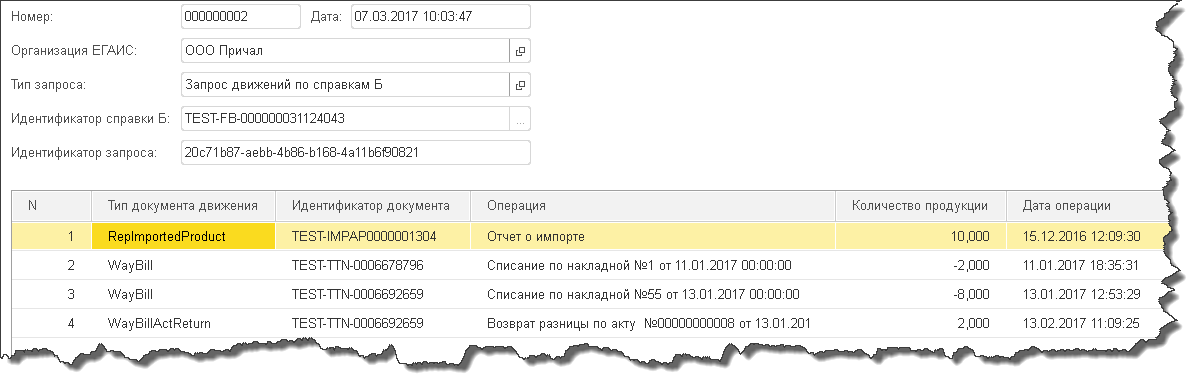 Номер: 000000002 Дата: 07.03.2017 10:03:47
Организация ЕГАИС: ООО Причал
Тип запроса: Запрос движений по справкам Б
Идентификатор справки Б: TEST-FB-000000031124043 ...
Идентификатор запроса: 20c71b87-aebb-4b86-b168-4a11b6f90821
N Тип документа движения Идентификатор документа Операция Количество продукции Дата операции
1 RepImportedProduct TEST-IMPAP0000001304 Отчет о импорте 10,000 15.12.2016 12:09:30
2 WayBill TEST-TTN-0006678796 Списание по накладной №1 от 11.01.2017 00:00:00 -2,000 11.01.2017 18:35:31
3 WayBill TEST-TTN-0006692659 Списание по накладной №55 от 13.01.2017 00:00:00 -8,000 13.01.2017 12:53:29
4 WayBillActReturn TEST-TTN-0006692659 Возврат разницы по акту №00000000008 от 13.01.201 2,000 13.02.2017 11:09:25